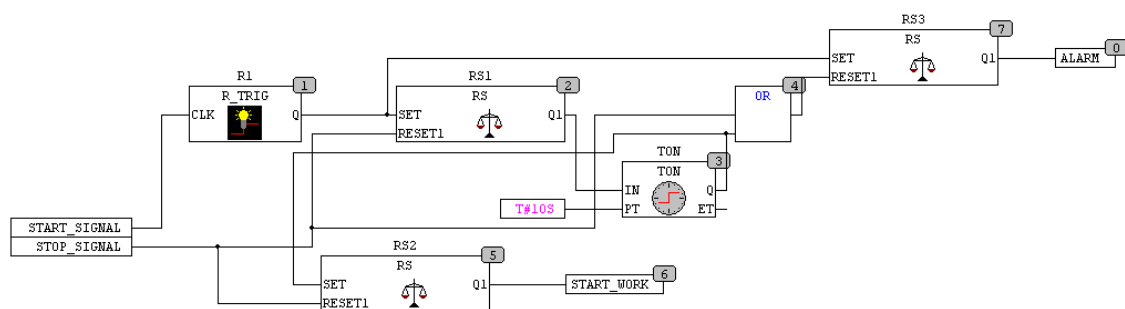 RS3
7
RS
SET
Q1
ALARM
0
RESET1
R1
1
R_TRIG
CLK
Q
RS1
2
RS
SET
Q1
RESET1
4
OR
TON
3
TON
IN
Q
T#10S
PT
ET
START_SIGNAL
STOP_SIGNAL
RS2
5
RS
SET
Q1
START_WORK
6
RESET1